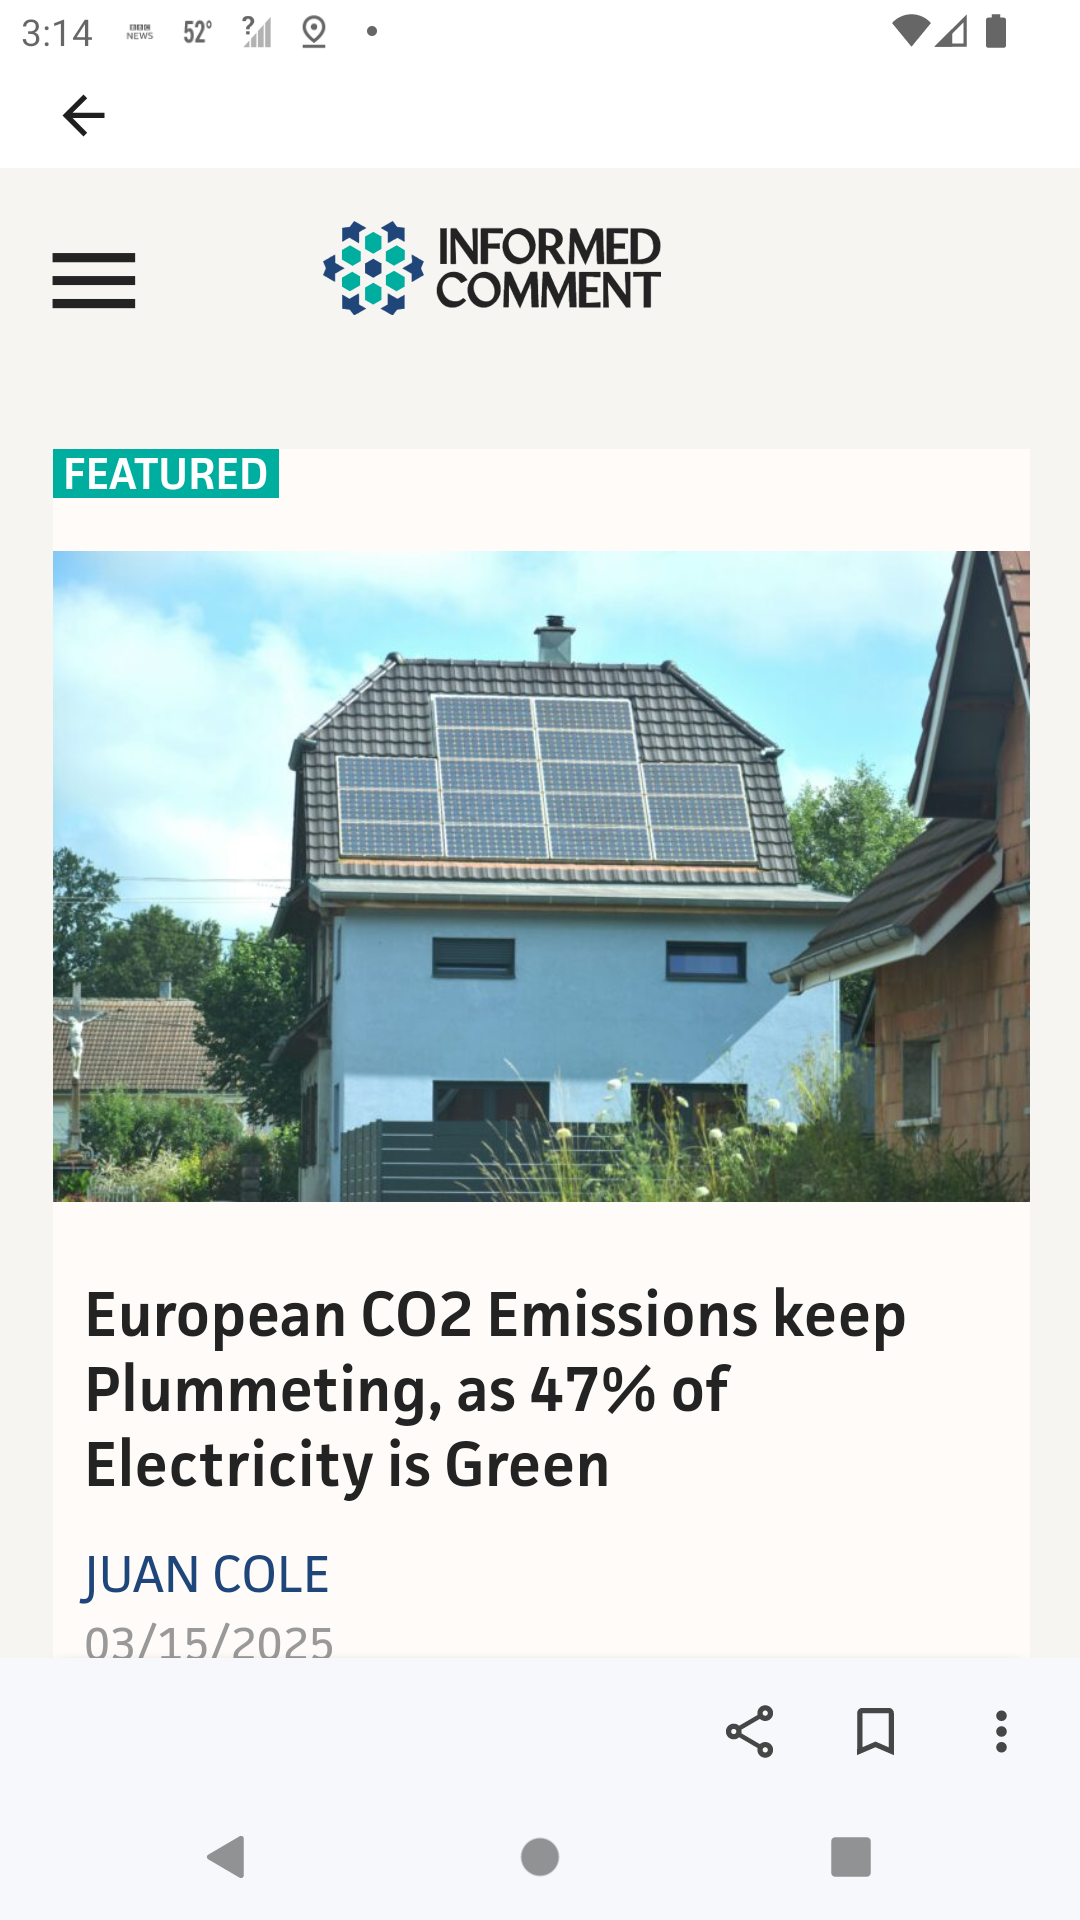 3:14
BBC
NEWS
52°
?
INFORMED
COMMENT
FEATURED
European CO2 Emissions keep
Plummeting, as 47% of
Electricity is Green
JUAN COLE
03/15/2025